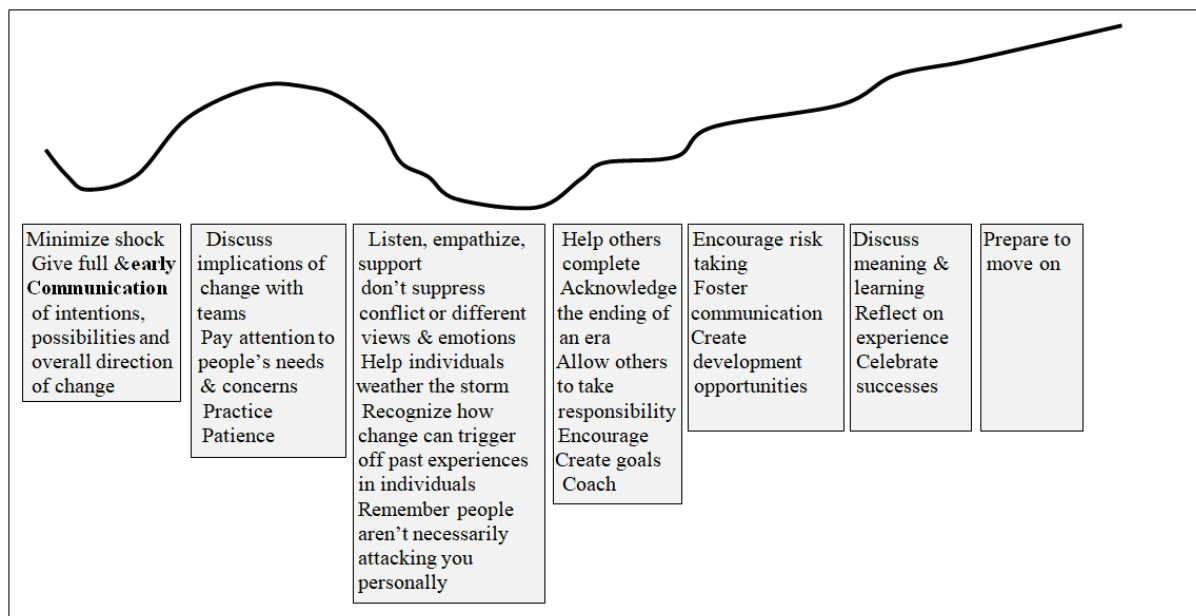 Minimize shock
Give full &early
Communication
of intentions,
possibilities and
overall direction
of change
Discuss
implications of
change with
teams
Pay attention to
people's needs
& concerns
Practice
Patience
Listen, empathize,
support
don't suppress
conflict or different
views & emotions
Help individuals
weather the storm
Recognize how
change can trigger
off past experiences
in individuals
Remember people
aren't necessarily
attacking you
personally
Help others
complete
Acknowledge
the ending of
an era
Allow others
to take
responsibility
Encourage
Create goals
Coach
Encourage risk
taking
Foster
communication
Create
development
opportunities
Discuss
meaning &
learning
Reflect on
experience
Celebrate
successes
Prepare to
move on